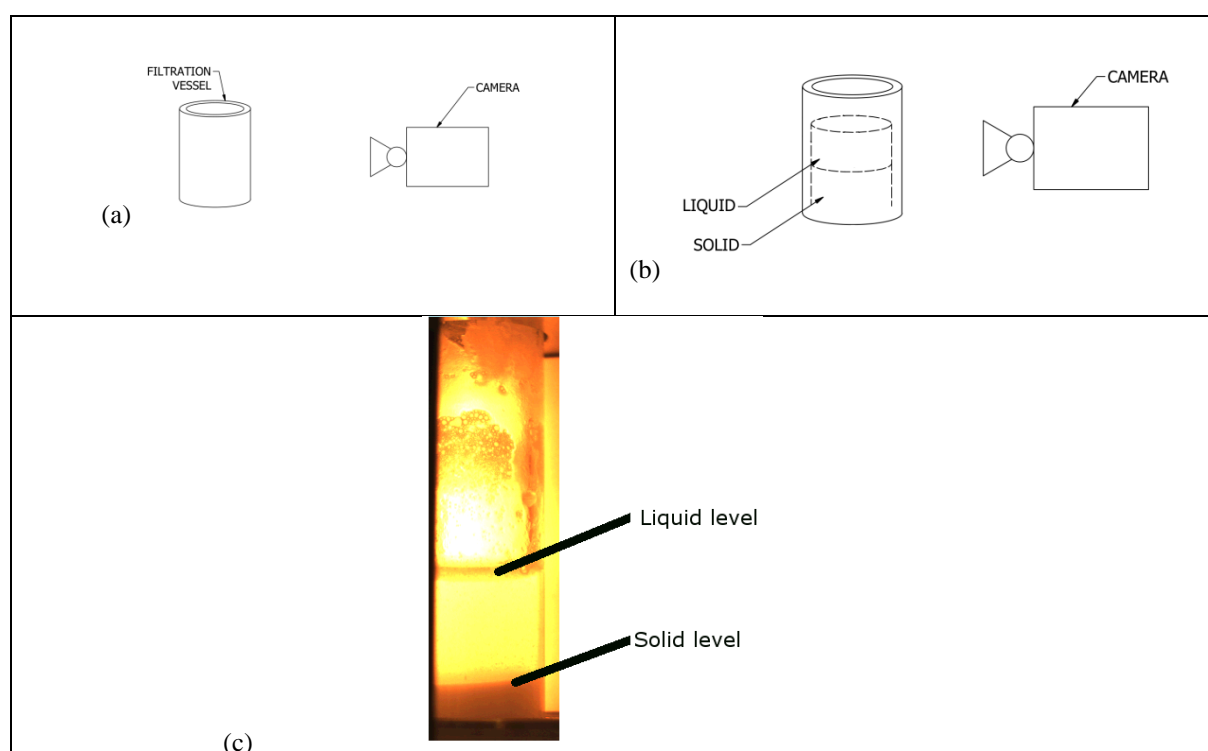 FILTRATION
VESSEL
CAMERA
(a)
CAMERA
LIQUID
SOLID
(b)
Liquid level
Solid level
(c)